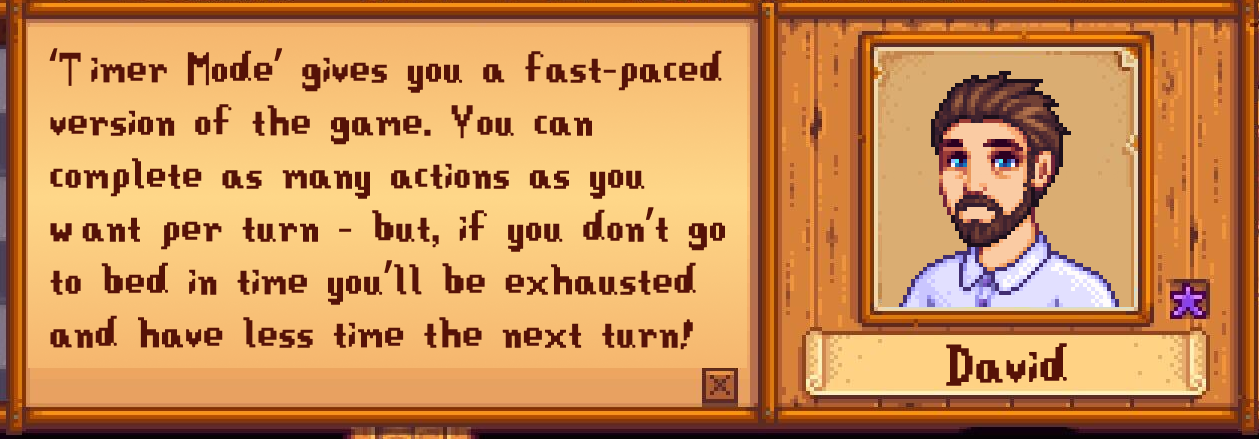 ‘Timer Mode’ gives you a fast-paced
version of the game. You can
complete as many actions as you
want per turn - but, if you don't go
to bed in time you'll be exhausted
and have less time the next turn!
David